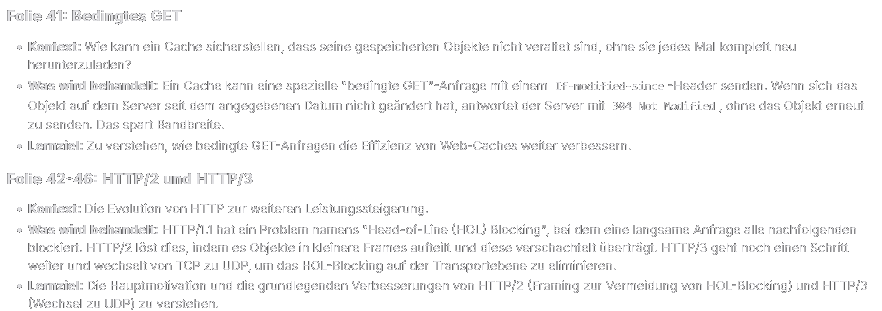 Folie 41: Bedingtes GET
• Kontext: Wie kann ein Cache sicherstellen, dass seine gespeicherten Objekte nicht veraltet sind, ohne sie jedes Mal komplett neu
herunterzuladen?
• Was wird behandelt: Ein Cache kann eine spezielle "bedingte GET"-Anfrage mit einem If-modified-since-Header senden. Wenn sich das
Objekt auf dem Server seit dem angegebenen Datum nicht geändert hat, antwortet der Server mit 304 Not Modified, ohne das Objekt erneut
zu senden. Das spart Bandbreite.
• Lernziel: Zu verstehen, wie bedingte GET-Anfragen die Effizienz von Web-Caches weiter verbessern.
Folie 42-46: HTTP/2 und HTTP/3
• Kontext: Die Evolution von HTTP zur weiteren Leistungssteigerung.
• Was wird behandelt: HTTP/1.1 hat ein Problem namens "Head-of-Line (HOL) Blocking", bei dem eine langsame Anfrage alle nachfolgenden
blockiert. HTTP/2 löst dies, indem es Objekte in kleinere Frames aufteilt und diese verschachtelt überträgt. HTTP/3 geht noch einen Schritt
weiter und wechselt von TCP zu UDP, um das HOL-Blocking auf der Transportebene zu eliminieren.
• Lernziel: Die Hauptmotivation und die grundlegenden Verbesserungen von HTTP/2 (Framing zur Vermeidung von HOL-Blocking) und HTTP/3
(Wechsel zu UDP) zu verstehen.